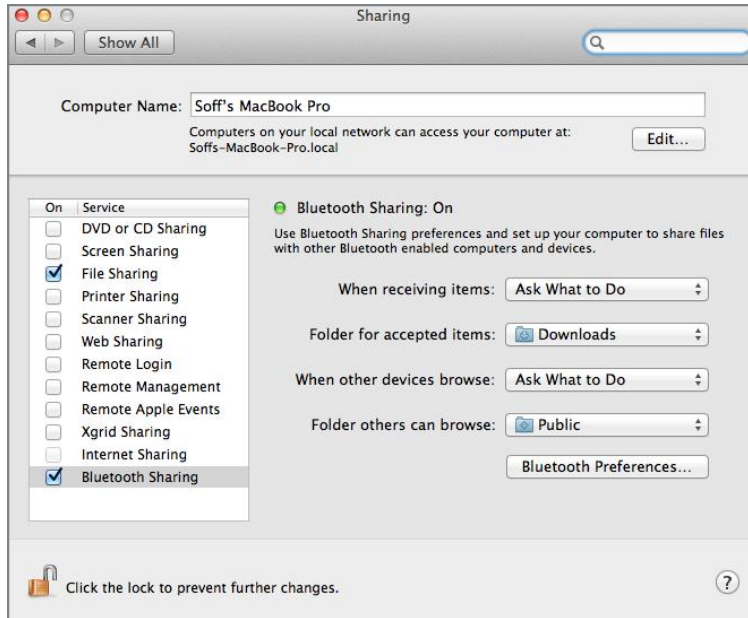 Sharing
Show All
Computer Name: Soff's MacBook Pro
Computers on your local network can access your computer at:
Soffs-MacBook-Pro.local
Edit...
On Service
DVD or CD Sharing
Screen Sharing
File Sharing
Printer Sharing
Scanner Sharing
Web Sharing
Remote Login
Remote Management
Remote Apple Events
Xgrid Sharing
Internet Sharing
Bluetooth Sharing
Bluetooth Sharing: On
Use Bluetooth Sharing preferences and set up your computer to share files
with other Bluetooth enabled computers and devices.
When receiving items: Ask What to Do
Folder for accepted items: Downloads
When other devices browse: Ask What to Do
Folder others can browse: Public
Bluetooth Preferences...
Click the lock to prevent further changes.
?